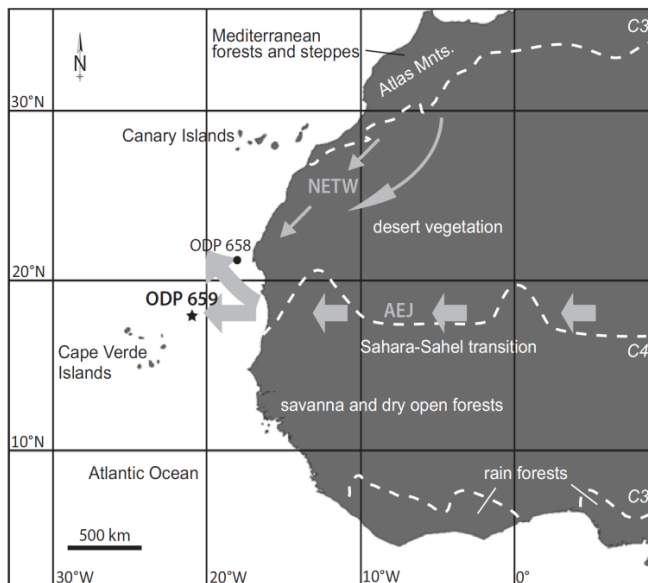 Mediterranean
forests and steppes
Atlas Mnts.
C3
N
30°N
Canary Islands
NETW
desert vegetation
ODP 658
20°N
ODP 659
AEJ
Sahara-Sahel transition
C4
Cape Verde
Islands
savanna and dry open forests
10°N
Atlantic Ocean
rain forests
C3
500 km
30°W
20°W
10°W
0°